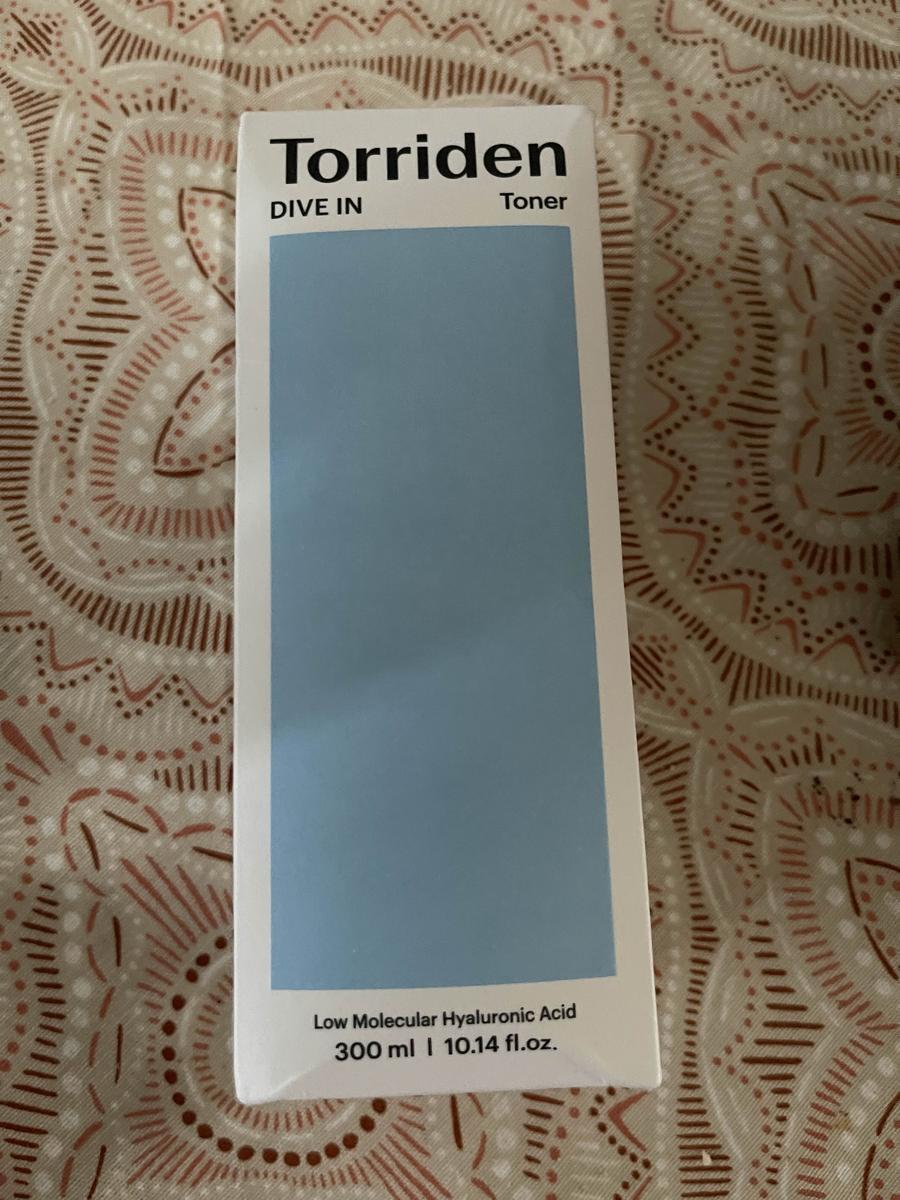 Torriden
DIVE IN Toner
Low Molecular Hyaluronic Acid
300 ml | 10.14 fl.oz.